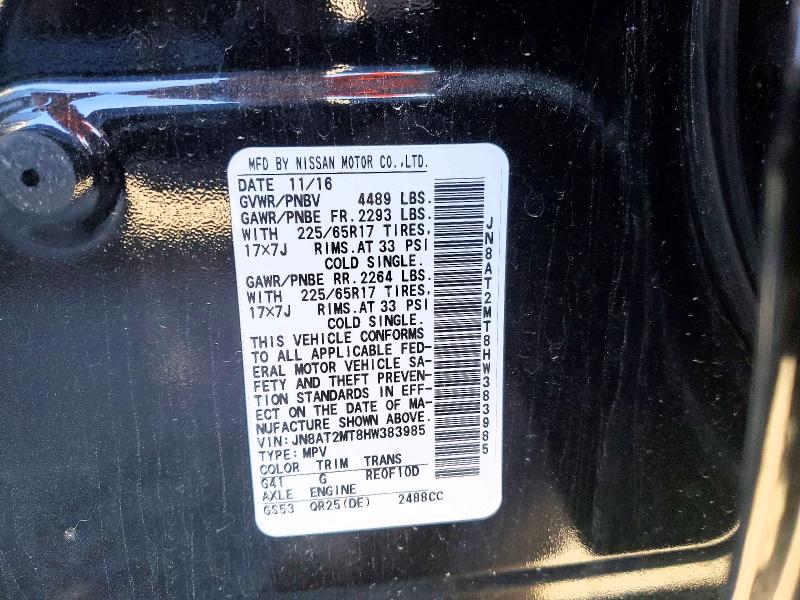 MFD BY NISSAN MOTOR CO.,LTD.
DATE 11/16
GVWR/PNBV 4489 LBS.
GAWR/PNBE FR. 2293 LBS.
WITH 225/65R17 TIRES,
17×7J RIMS.AT 33 PSI
COLD SINGLE.
GAWR/PNBE RR. 2264 LBS.
WITH 225/65R17 TIRES,
17×7J RIMS.AT 33 PSI
COLD SINGLE.
THIS VEHICLE CONFORMS
TO ALL APPLICABLE FED-
ERAL MOTOR VEHICLE SA-
FETY AND THEFT PREVEN-
TION STANDARDS IN EFF-
ECT ON THE DATE OF MA-
NUFACTURE SHOWN ABOVE.
VIN:JN8AT2MT8HW383985
TYPE: MPV
COLOR TRIM TRANS
G41 G RE0F10D
AXLE ENGINE
GS53 QR25(DE) 2488CC
JN8AT2MT8HW383985